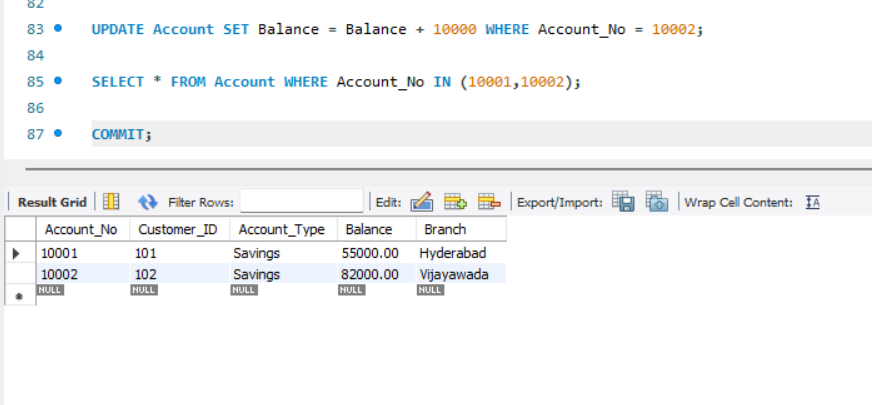 82
83 UPDATE Account SET Balance = Balance + 10000 WHERE Account_No = 10002;
84
85 SELECT * FROM Account WHERE Account_No IN (10001,10002);
86
87 COMMIT;
Result Grid Filter Rows: Edit: Export/Import: Wrap Cell Content: IA
Account_No Customer_ID Account_Type Balance Branch
10001 101 Savings 55000.00 Hyderabad
10002 102 Savings 82000.00 Vijayawada
NULL NULL NULL NULL NULL